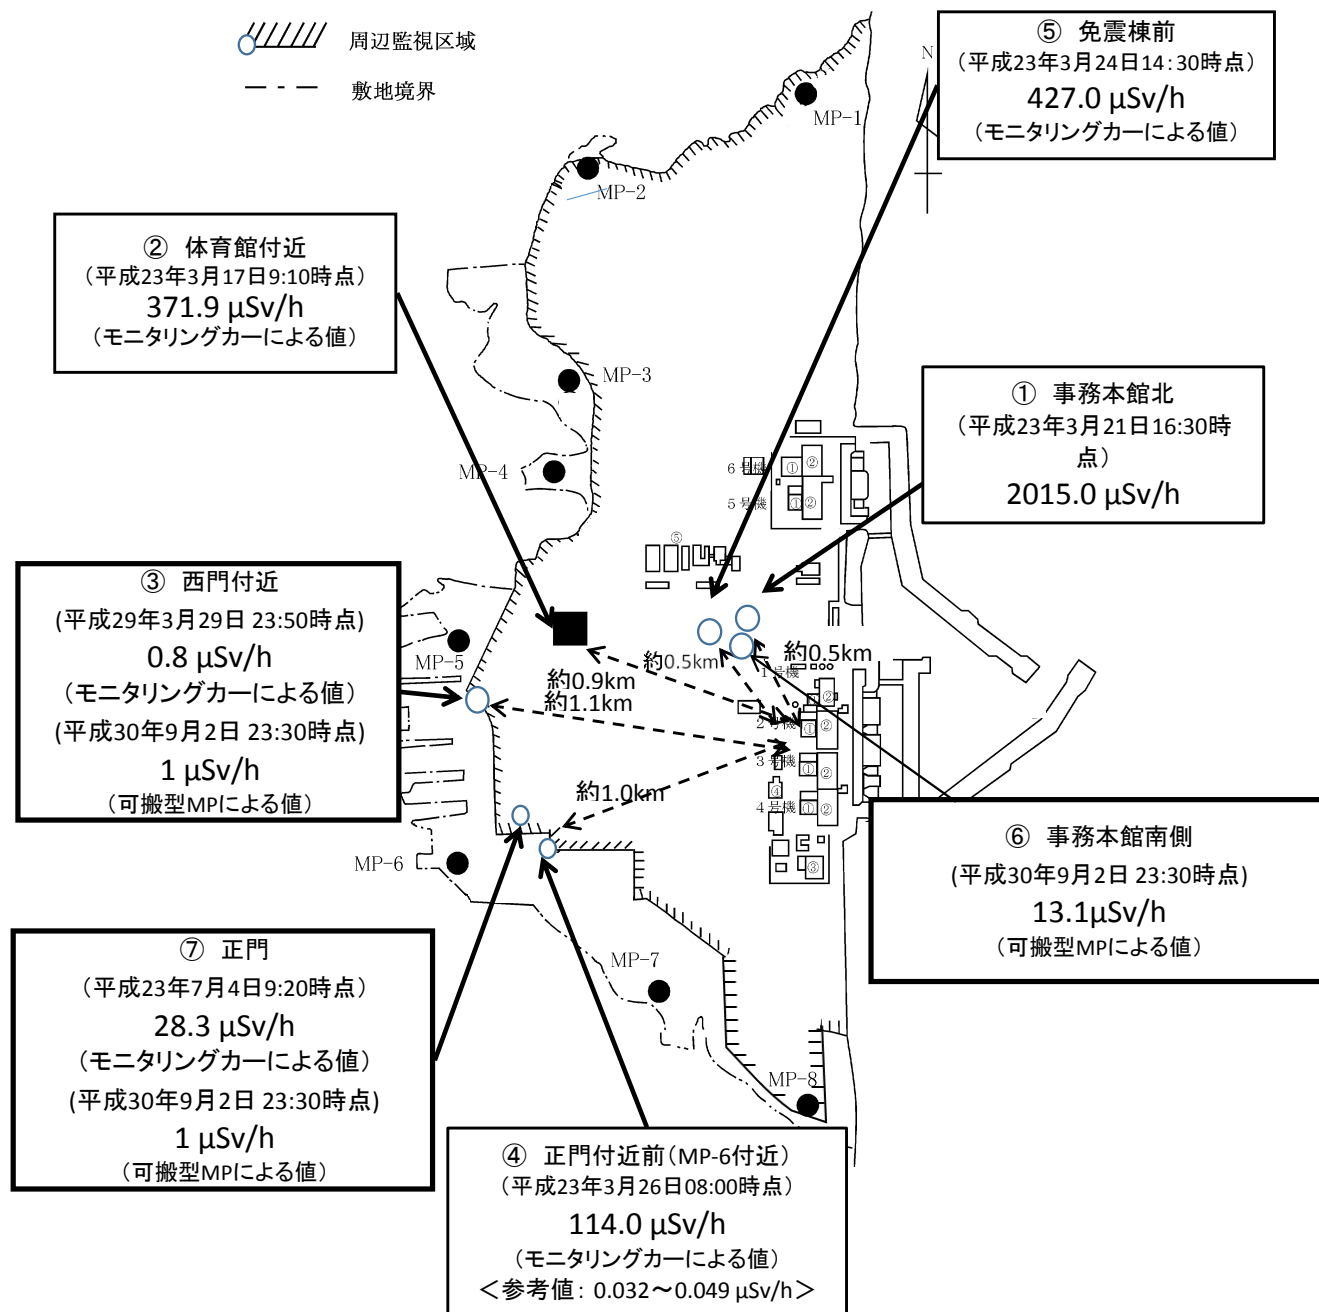 周辺監視区域
敷地境界
⑤ 免震棟前
(平成23年3月24日14:30時点)
427.0 μSv/h
(モニタリングカーによる値)
N
MP-1
MP-2
② 体育館付近
(平成23年3月17日9:10時点)
371.9 μSv/h
(モニタリングカーによる値)
MP-3
① 事務本館北
(平成23年3月21日16:30時
点)
2015.0 μSv/h
MP-4
6号機
①
②
5号機
①
②
⑤
③ 西門付近
(平成29年3月29日 23:50時点)
0.8 μSv/h
(モニタリングカーによる値)
(平成30年9月2日 23:30時点)
1 μSv/h
(可搬型MPによる値)
MP-5
約0.9km
約1.1km
約0.5km
約0.5km
1号機
②
2号機
①
②
3号機
①
②
約1.0km
④
4号機
①
②
③
MP-6
⑥ 事務本館南側
(平成30年9月2日 23:30時点)
13.1μSv/h
(可搬型MPによる値)
⑦ 正門
(平成23年7月4日9:20時点)
28.3 μSv/h
(モニタリングカーによる値)
(平成30年9月2日 23:30時点)
1 μSv/h
(可搬型MPによる値)
MP-7
MP-8
④ 正門付近前(MP-6付近)
(平成23年3月26日08:00時点)
114.0 μSv/h
(モニタリングカーによる値)
＜参考値: 0.032～0.049 μSv/h＞